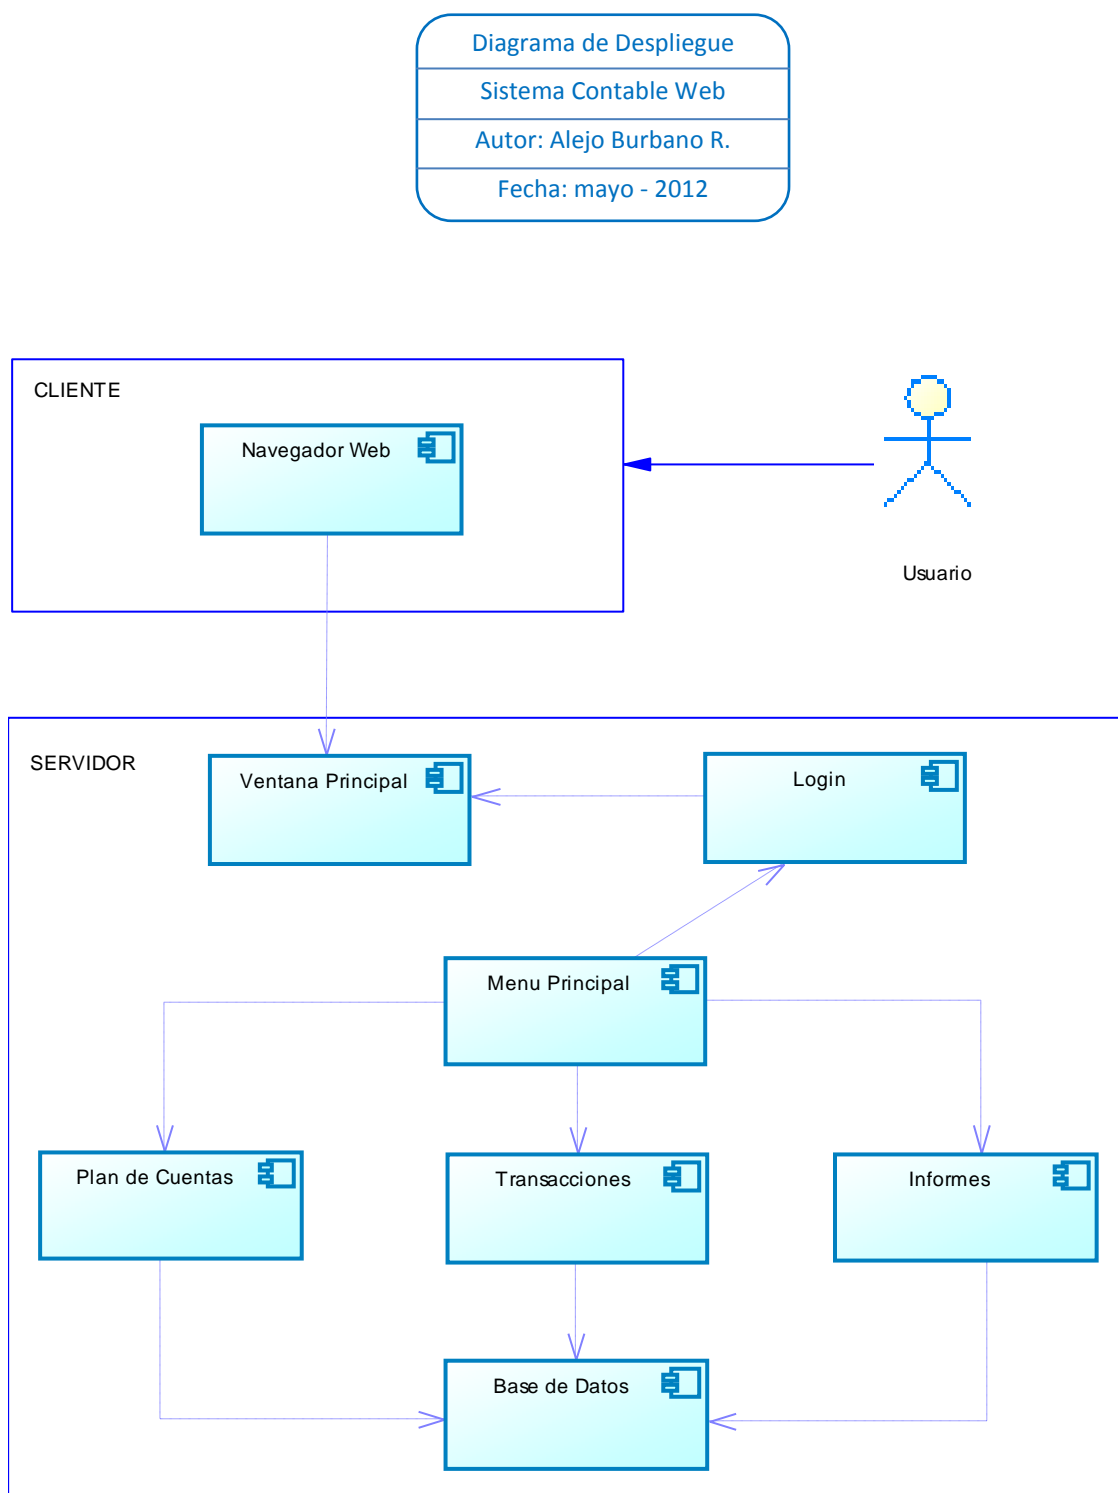 Diagrama de Despliegue
Sistema Contable Web
Autor: Alejo Burbano R.
Fecha: mayo - 2012
CLIENTE
Navegador Web
Usuario
SERVIDOR
Ventana Principal
Login
Menu Principal
Plan de Cuentas
Transacciones
Informes
Base de Datos